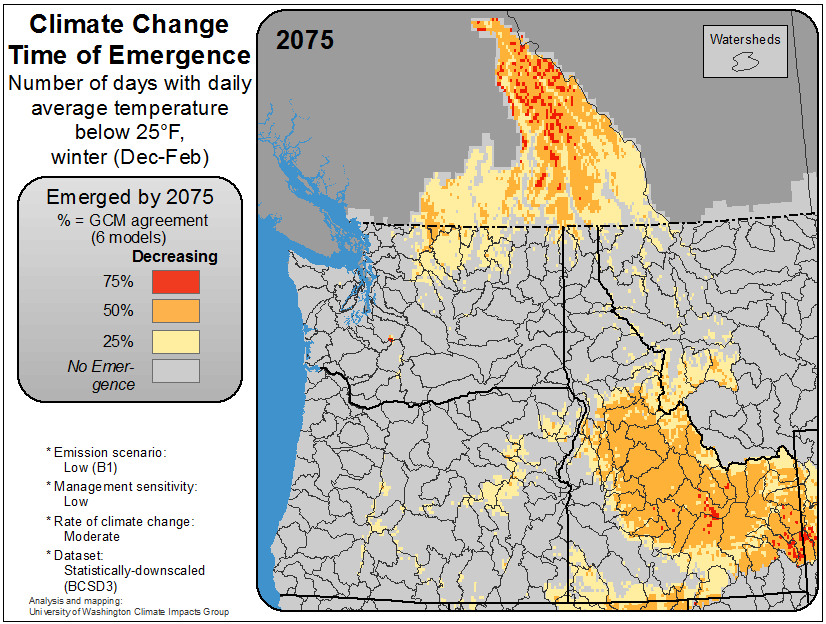 Climate Change
Time of Emergence
Number of days with daily
average temperature
below 25°F,
winter (Dec-Feb)
Emerged by 2075
% = GCM agreement
(6 models)
Decreasing
75%
50%
25%
No Emer-
gence
* Emission scenario:
Low (B1)
* Management sensitivity:
Low
* Rate of climate change:
Moderate
* Dataset:
Statistically-downscaled
(BCSD3)
Analysis and mapping:
University of Washington Climate Impacts Group
2075
Watersheds